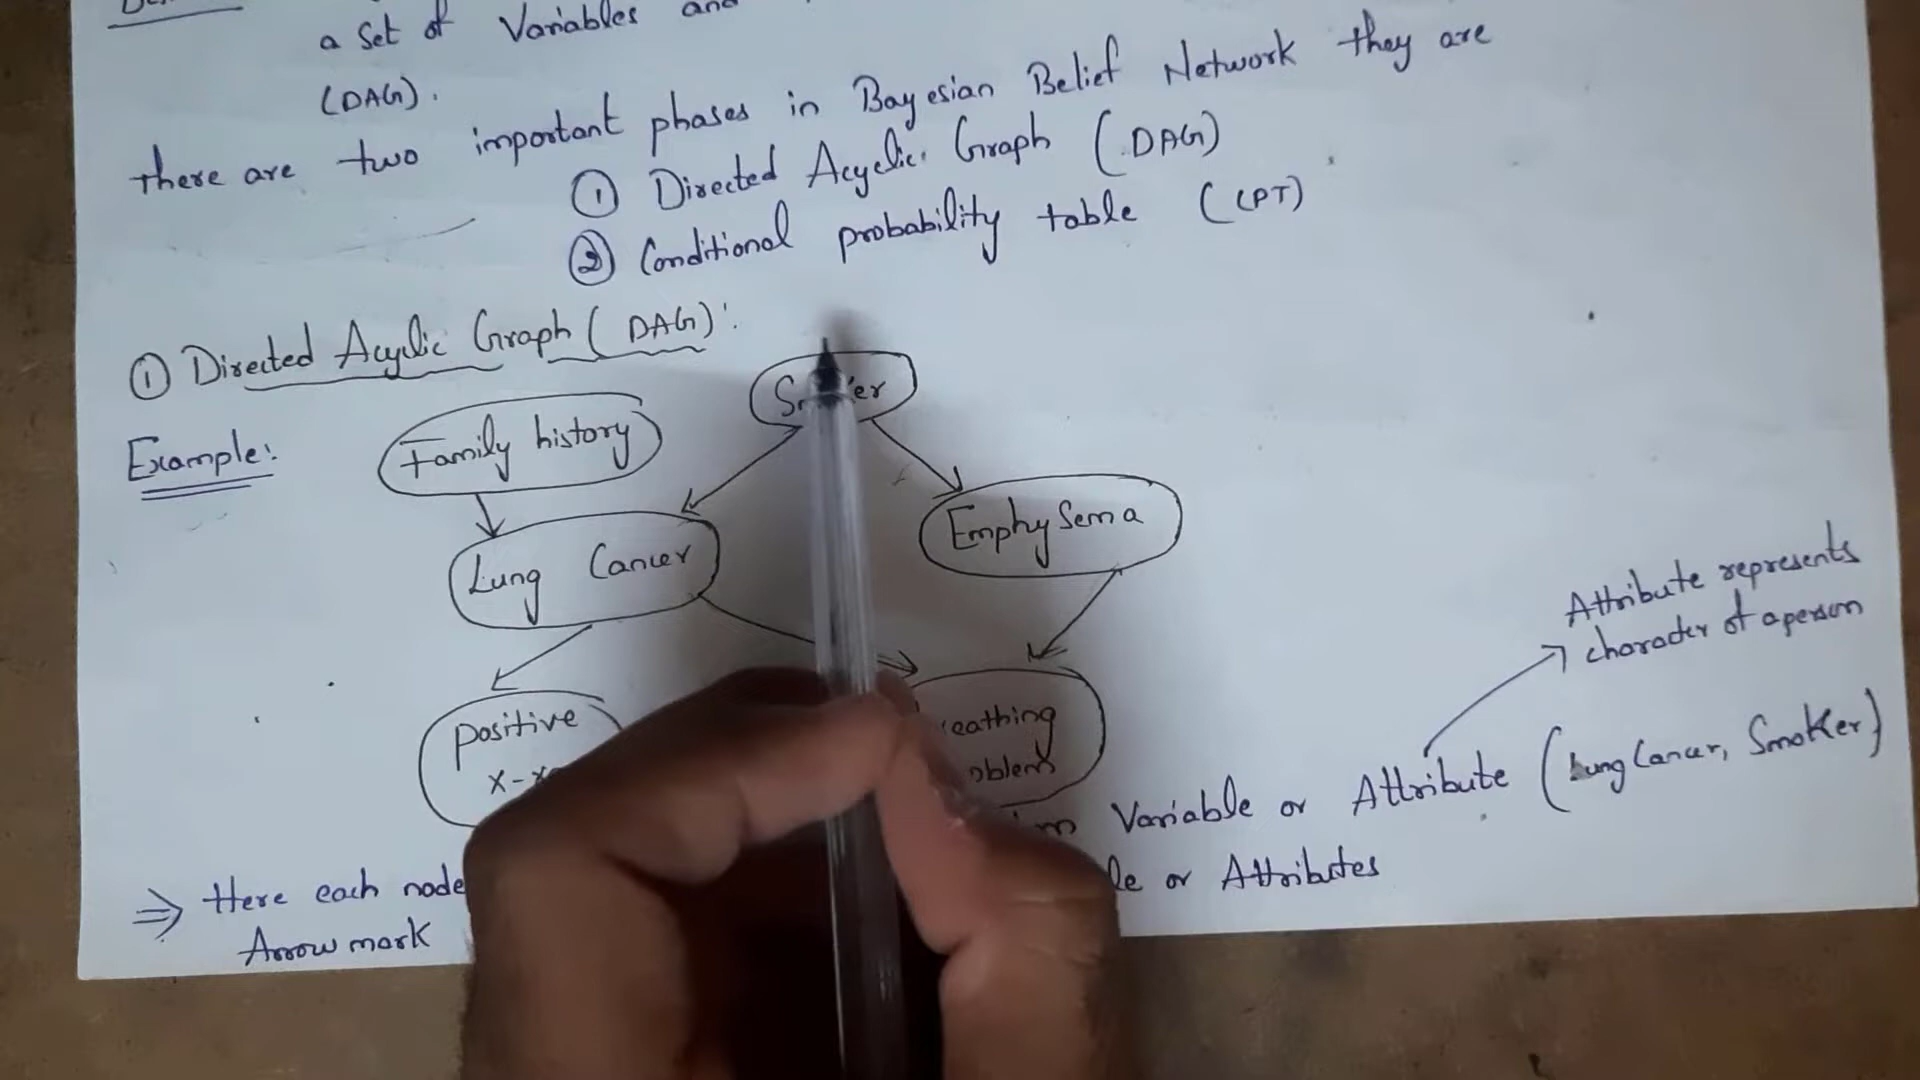 a set of Variables and
(DAG).
there are two important phases in Bayesian Belief Network they are
① Directed Acyclic Graph (DAG)
② Conditional probability table (CPT)
① Directed Acyclic Graph (DAG):
Example:
Family history
Lung Cancer
Emphysema
positive
Attribute represents
character of a person
Here each node Variable or Attribute (Lung Cancer, Smoker)
Arrow mark or Attributes